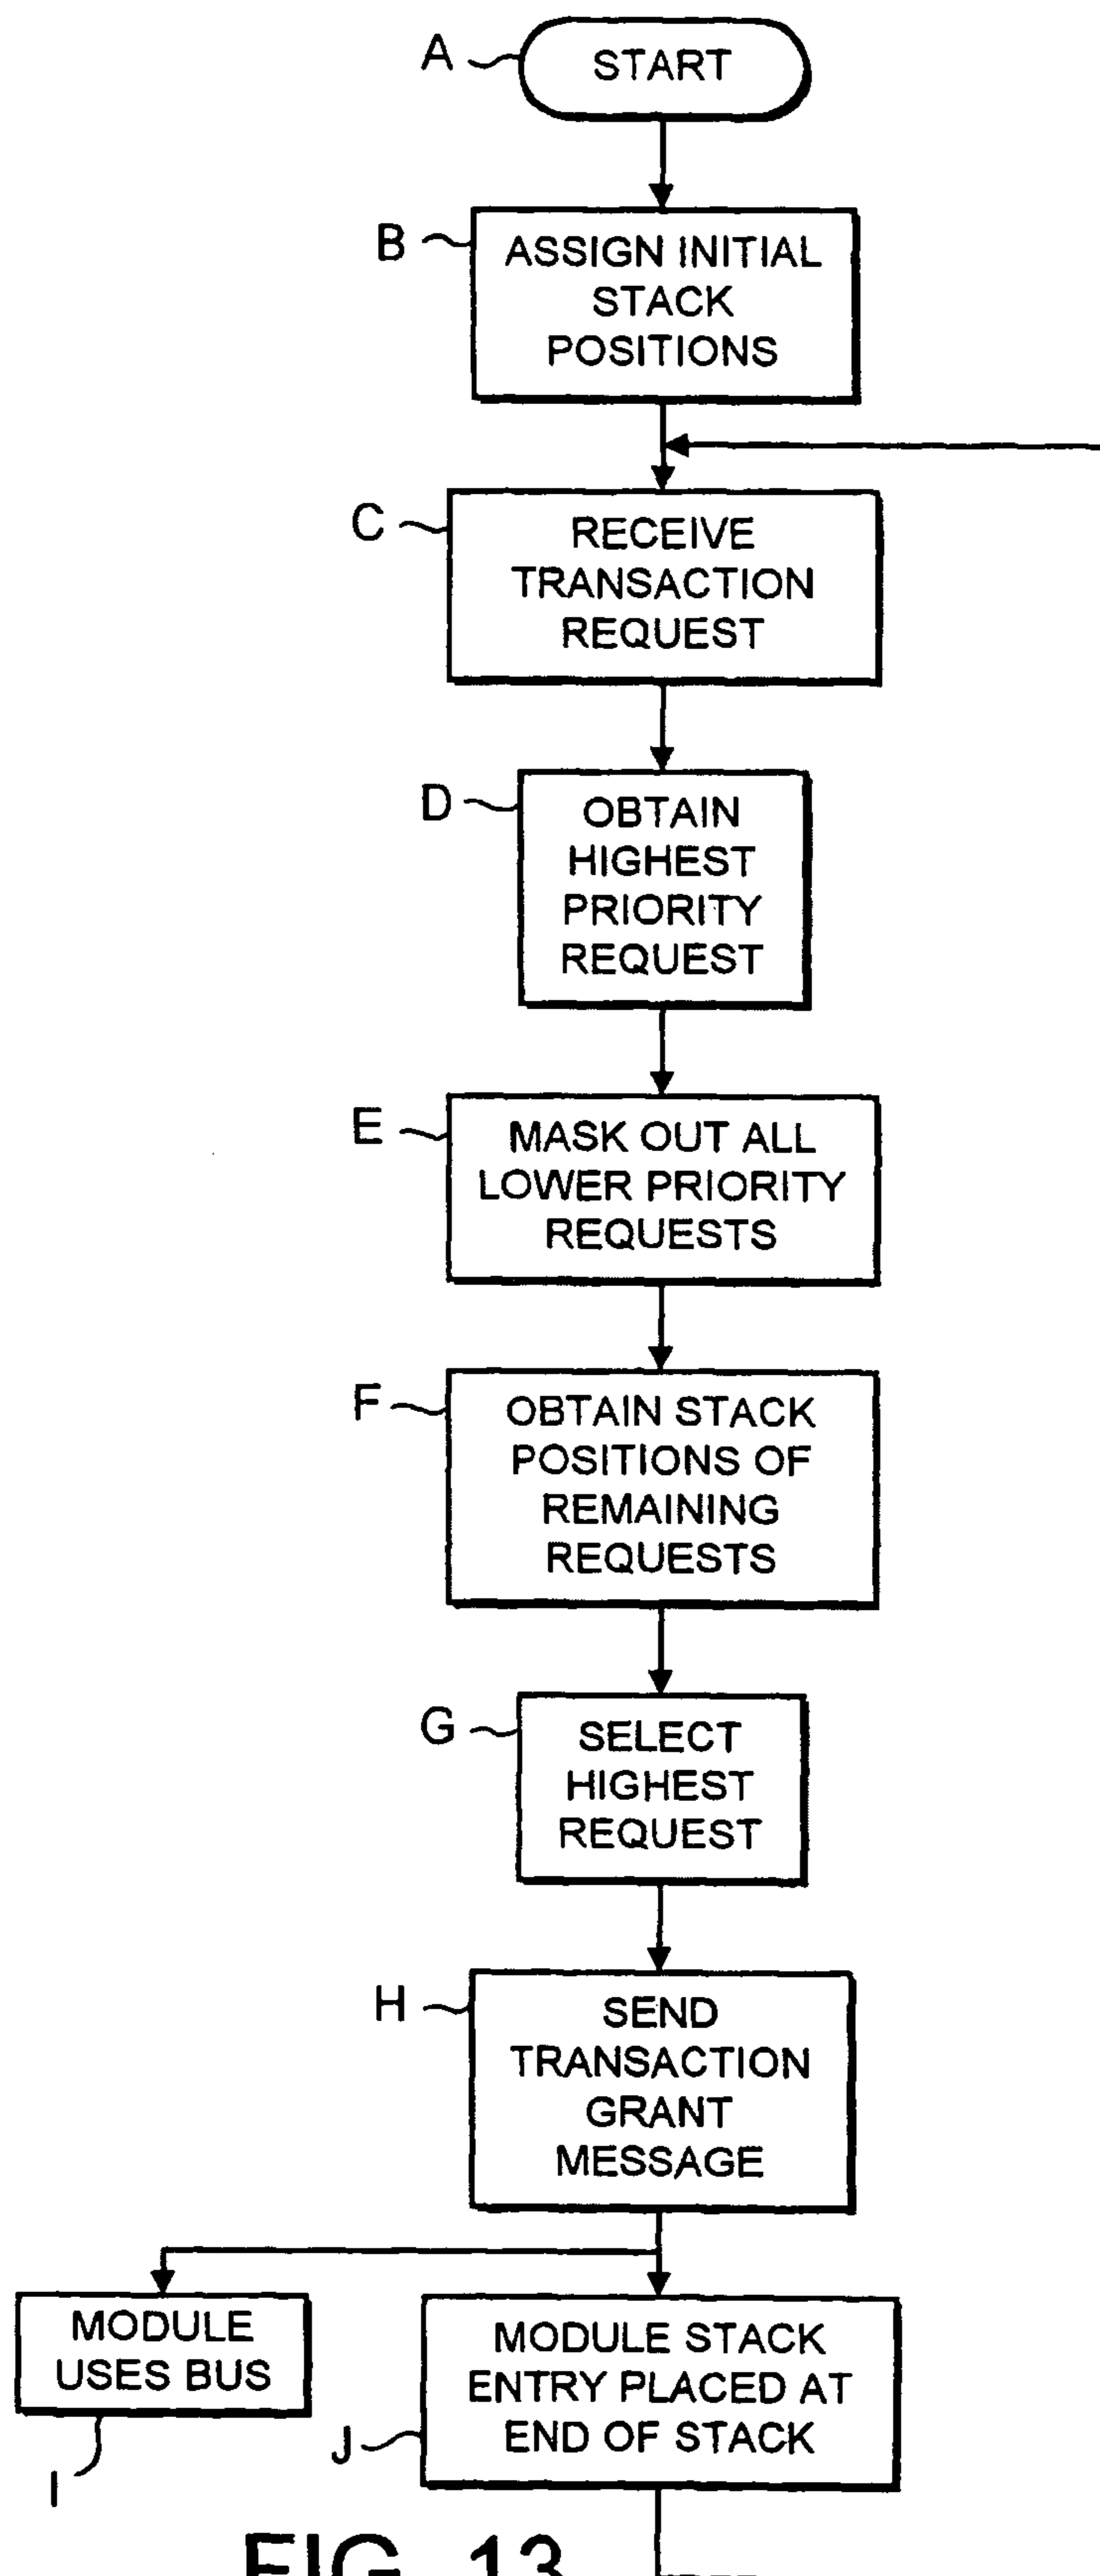 A
START
B
ASSIGN INITIAL
STACK
POSITIONS
C
RECEIVE
TRANSACTION
REQUEST
D
OBTAIN
HIGHEST
PRIORITY
REQUEST
E
MASK OUT ALL
LOWER PRIORITY
REQUESTS
F
OBTAIN STACK
POSITIONS OF
REMAINING
REQUESTS
G
SELECT
HIGHEST
REQUEST
H
SEND
TRANSACTION
GRANT
MESSAGE
MODULE
USES BUS
I
MODULE STACK
ENTRY PLACED AT
END OF STACK
J
FIG. 13